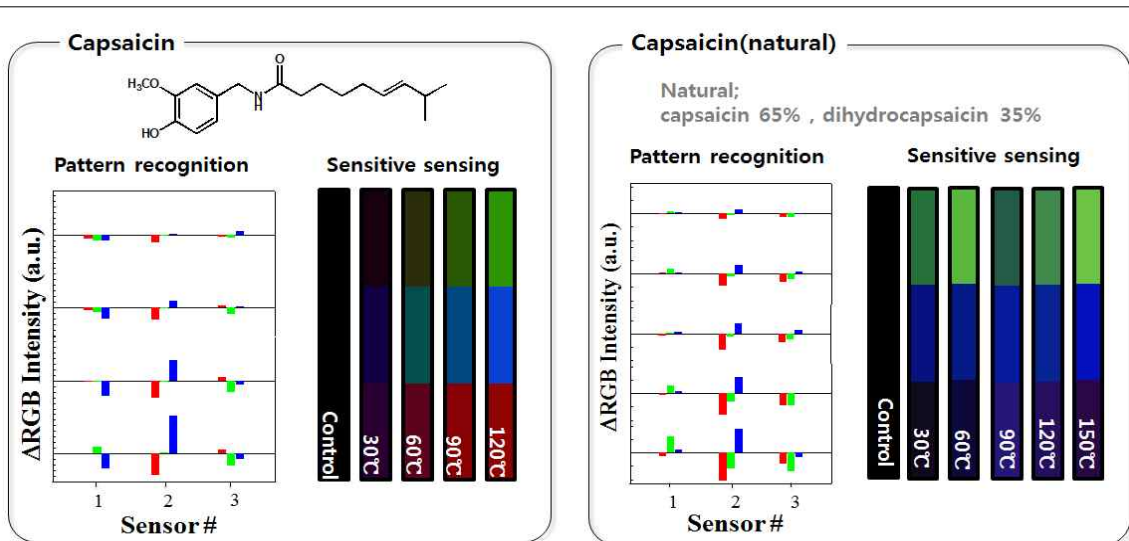 Capsaicin
O
H₃CO
N
H
HO
Pattern recognition
Sensitive sensing
ΔRGB Intensity (a.u.)
1
2
3
Sensor #
Control
30℃
60℃
90℃
120℃
Capsaicin(natural)
Natural;
capsaicin 65% , dihydrocapsaicin 35%
Pattern recognition
Sensitive sensing
ΔRGB Intensity (a.u.)
1
2
3
Sensor #
Control
30℃
60℃
90℃
120℃
150℃